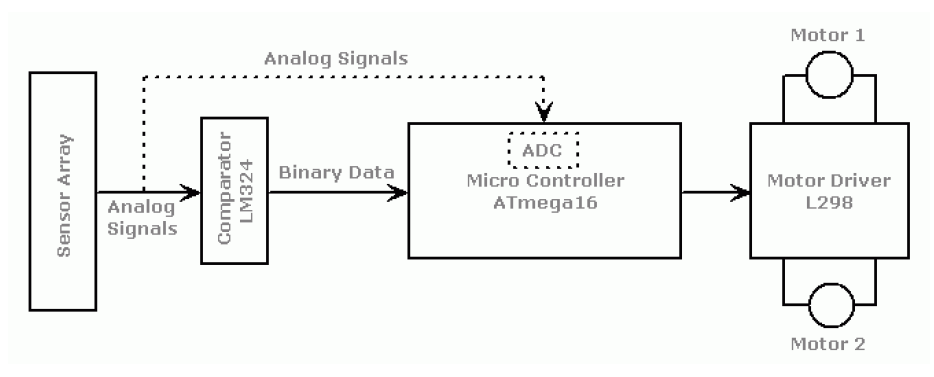 Motor 1
Analog Signals
Sensor Array
Analog
Signals
Comparator
LM324
Binary Data
ADC
Micro Controller
ATmega16
Motor Driver
L298
Motor 2